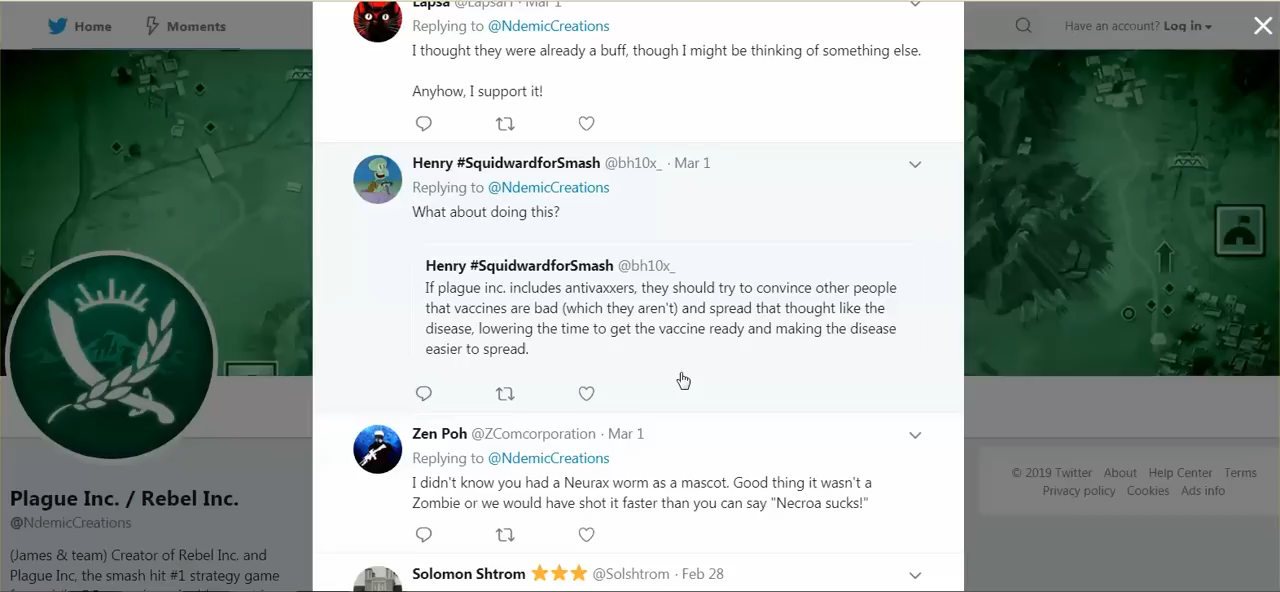 Home
Moments
Have an account? Log in
Lapsa @LapsaH · Mar 1
Replying to @NdemicCreations
I thought they were already a buff, though I might be thinking of something else.
Anyhow, I support it!
Henry #SquidwardforSmash @bh10x_ · Mar 1
Replying to @NdemicCreations
What about doing this?
Henry #SquidwardforSmash @bh10x_
If plague inc. includes antivaxxers, they should try to convince other people
that vaccines are bad (which they aren't) and spread that thought like the
disease, lowering the time to get the vaccine ready and making the disease
easier to spread.
Zen Poh @ZComcorporation · Mar 1
Replying to @NdemicCreations
I didn't know you had a Neurax worm as a mascot. Good thing it wasn't a
Zombie or we would have shot it faster than you can say "Necroa sucks!"
Solomon Shtrom ⭐⭐⭐ @Solshtrom · Feb 28
Plague Inc. / Rebel Inc.
@NdemicCreations
(James & team) Creator of Rebel Inc. and
Plague Inc, the smash hit #1 strategy game
© 2019 Twitter About Help Center Terms
Privacy policy Cookies Ads info